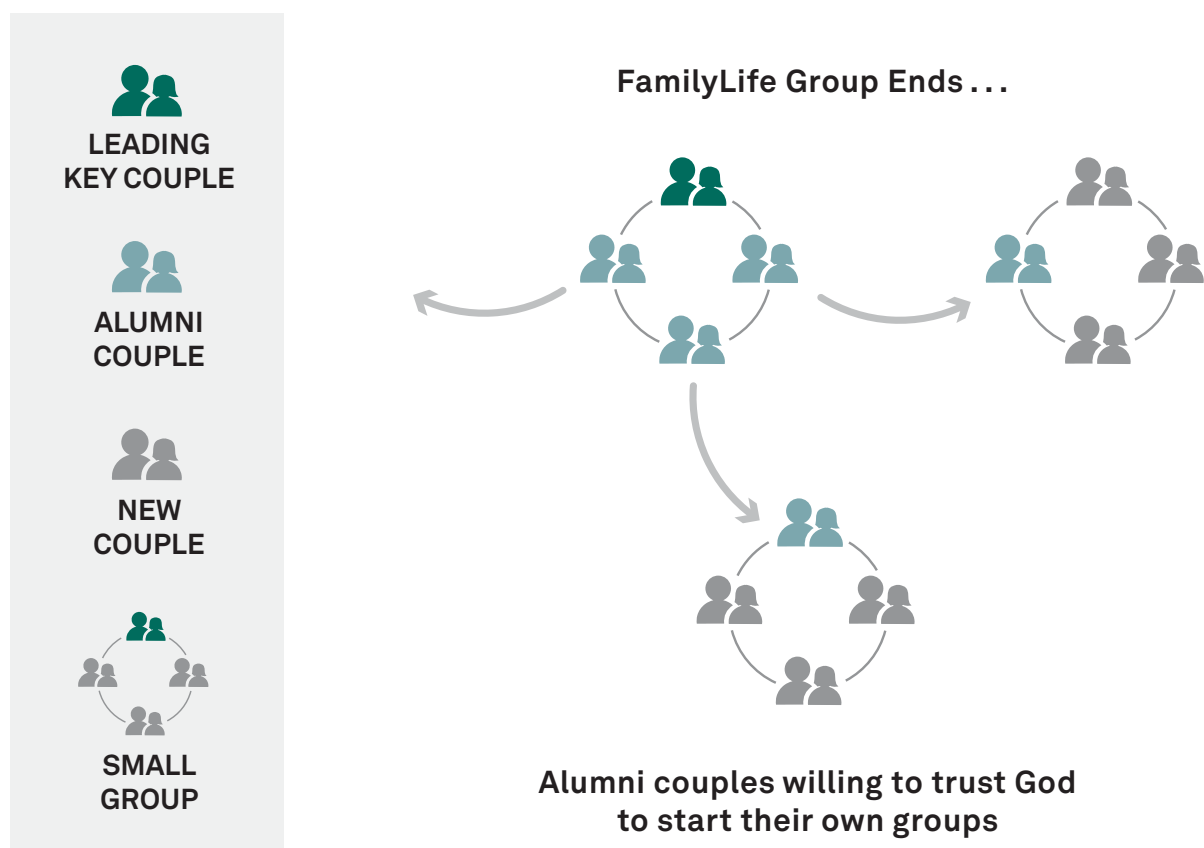 LEADING
KEY COUPLE
ALUMNI
COUPLE
NEW
COUPLE
SMALL
GROUP
FamilyLife Group Ends . . .
Alumni couples willing to trust God
to start their own groups